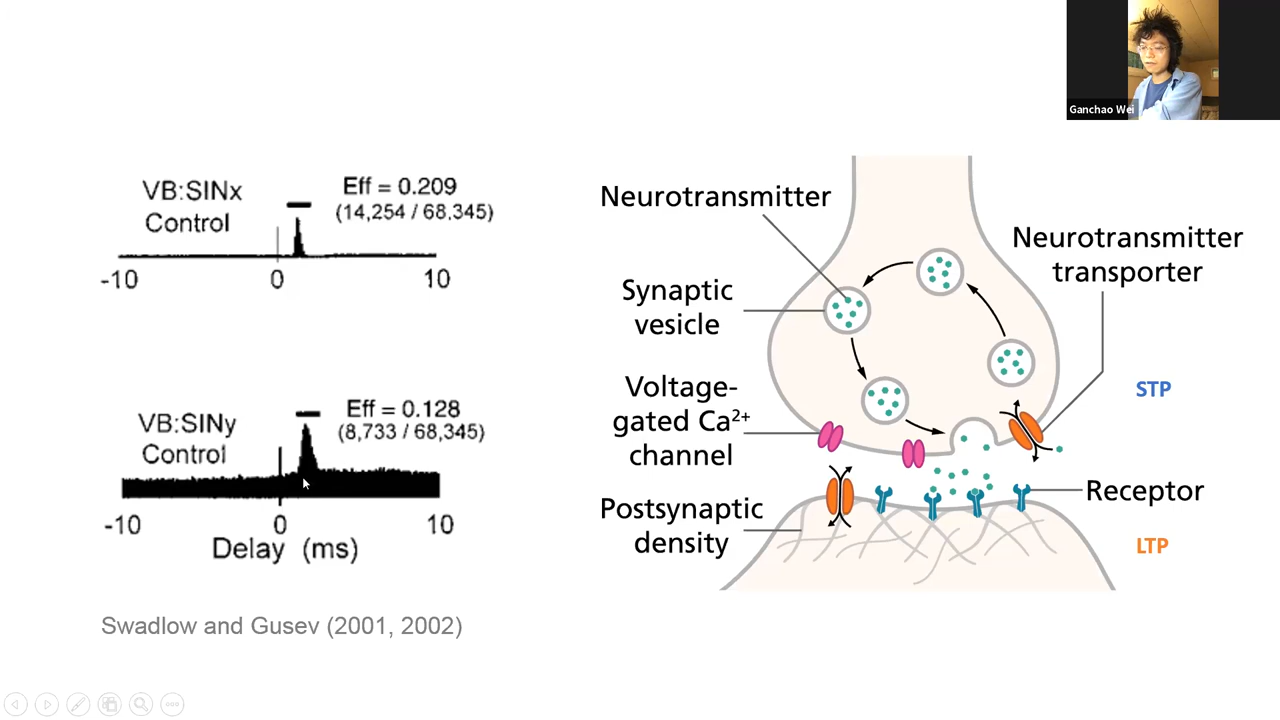 Ganchao Wei
VB:SINx
Control
Eff = 0.209
(14,254 / 68,345)
-10
0
10
VB:SINy
Control
Eff = 0.128
(8,733 / 68,345)
-10
0
10
Delay (ms)
Swadlow and Gusev (2001, 2002)
Neurotransmitter
Synaptic
vesicle
Voltage-
gated Ca²⁺
channel
Postsynaptic
density
Neurotransmitter
transporter
STP
Receptor
LTP